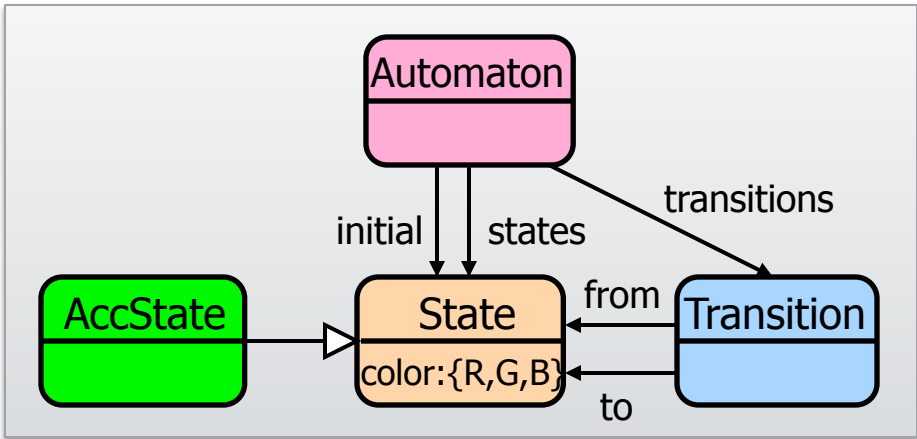 Automaton
transitions
initial
states
AccState
State
from
Transition
color:{R,G,B}
to